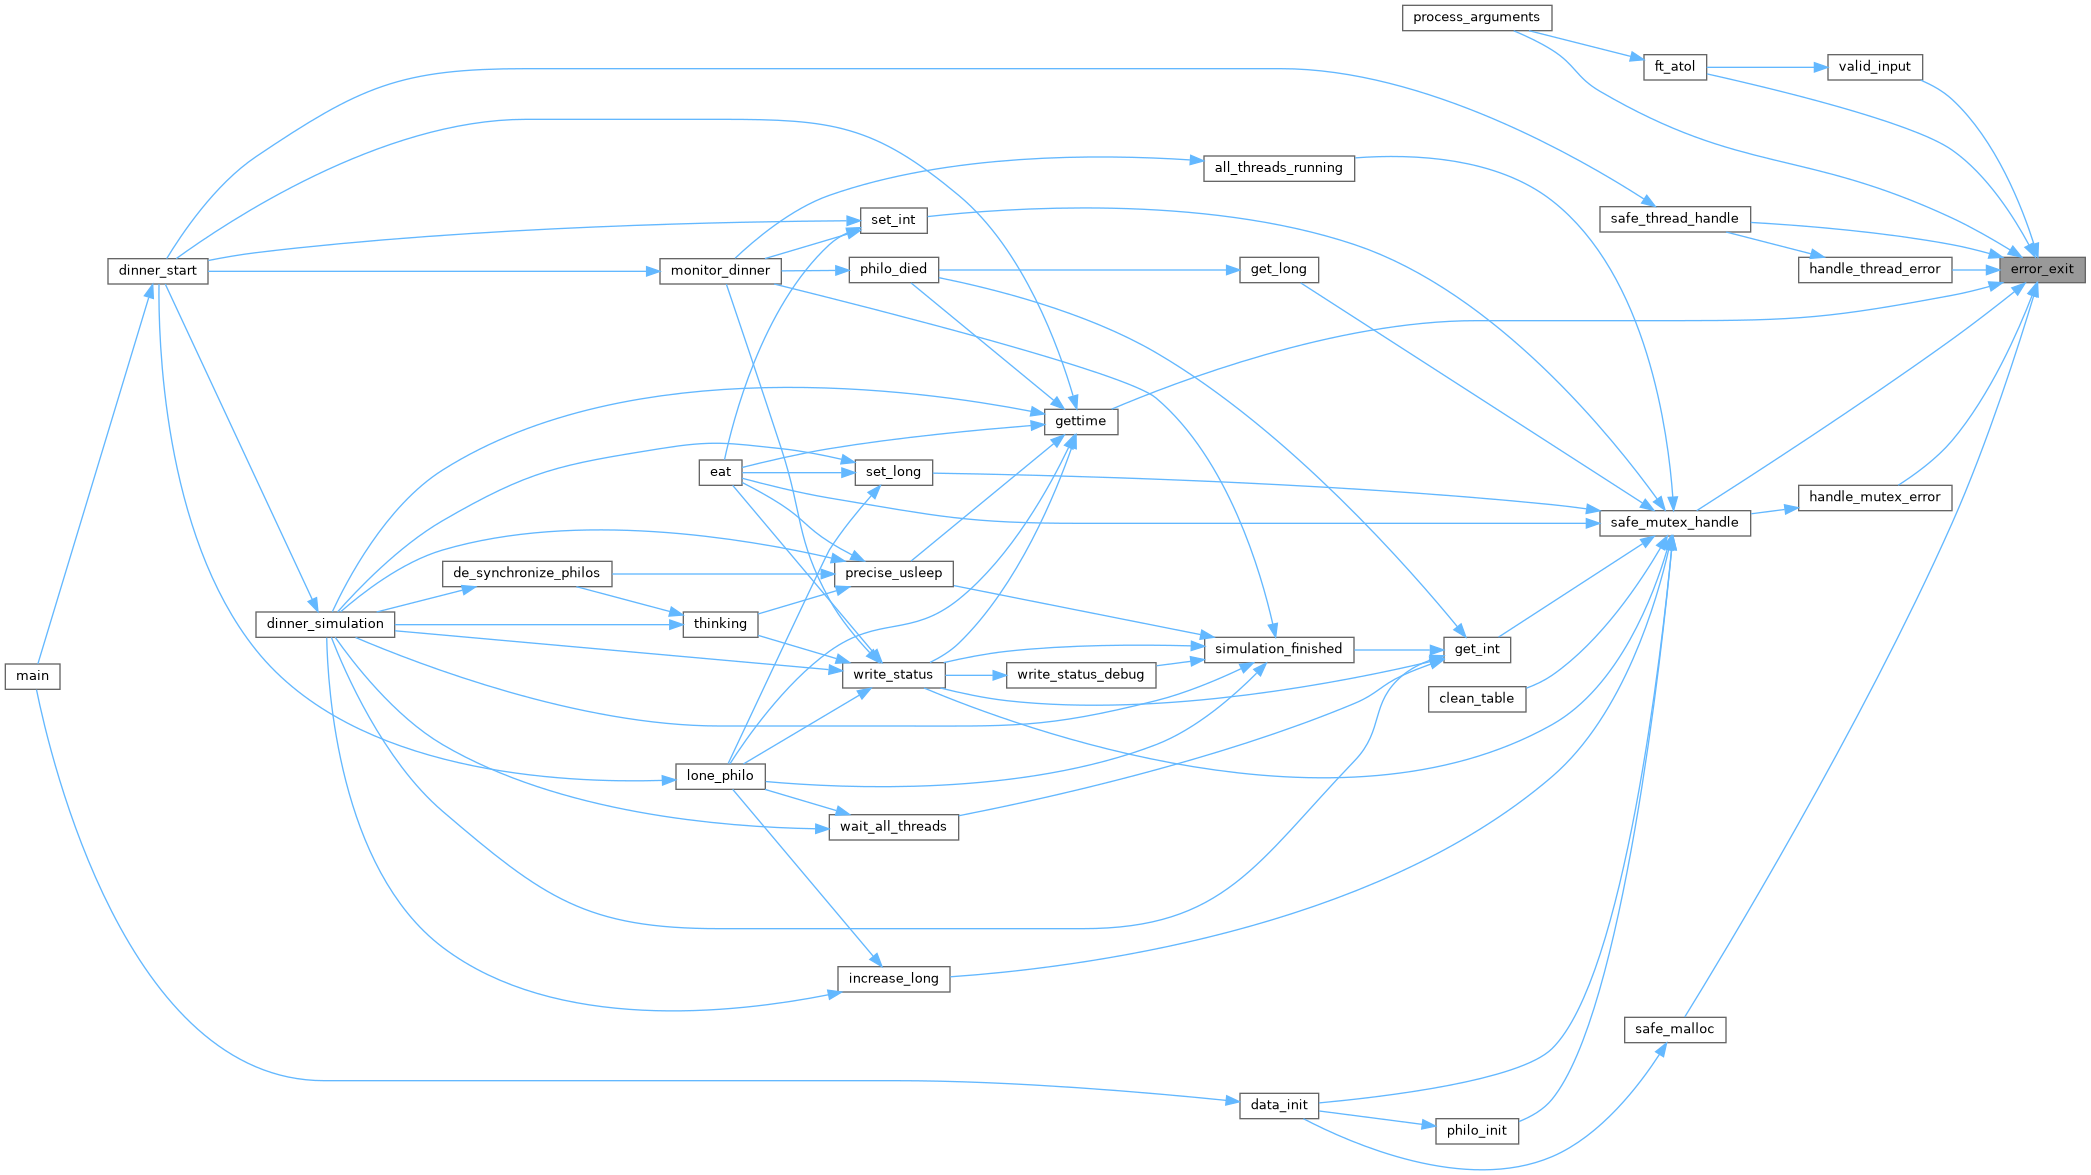 process_arguments
ft_atol
valid_input
all_threads_running
set_int
safe_thread_handle
dinner_start
monitor_dinner
philo_died
get_long
handle_thread_error
error_exit
gettime
eat
set_long
handle_mutex_error
safe_mutex_handle
de_synchronize_philos
precise_usleep
dinner_simulation
thinking
simulation_finished
get_int
main
write_status
write_status_debug
clean_table
lone_philo
wait_all_threads
increase_long
safe_malloc
data_init
philo_init